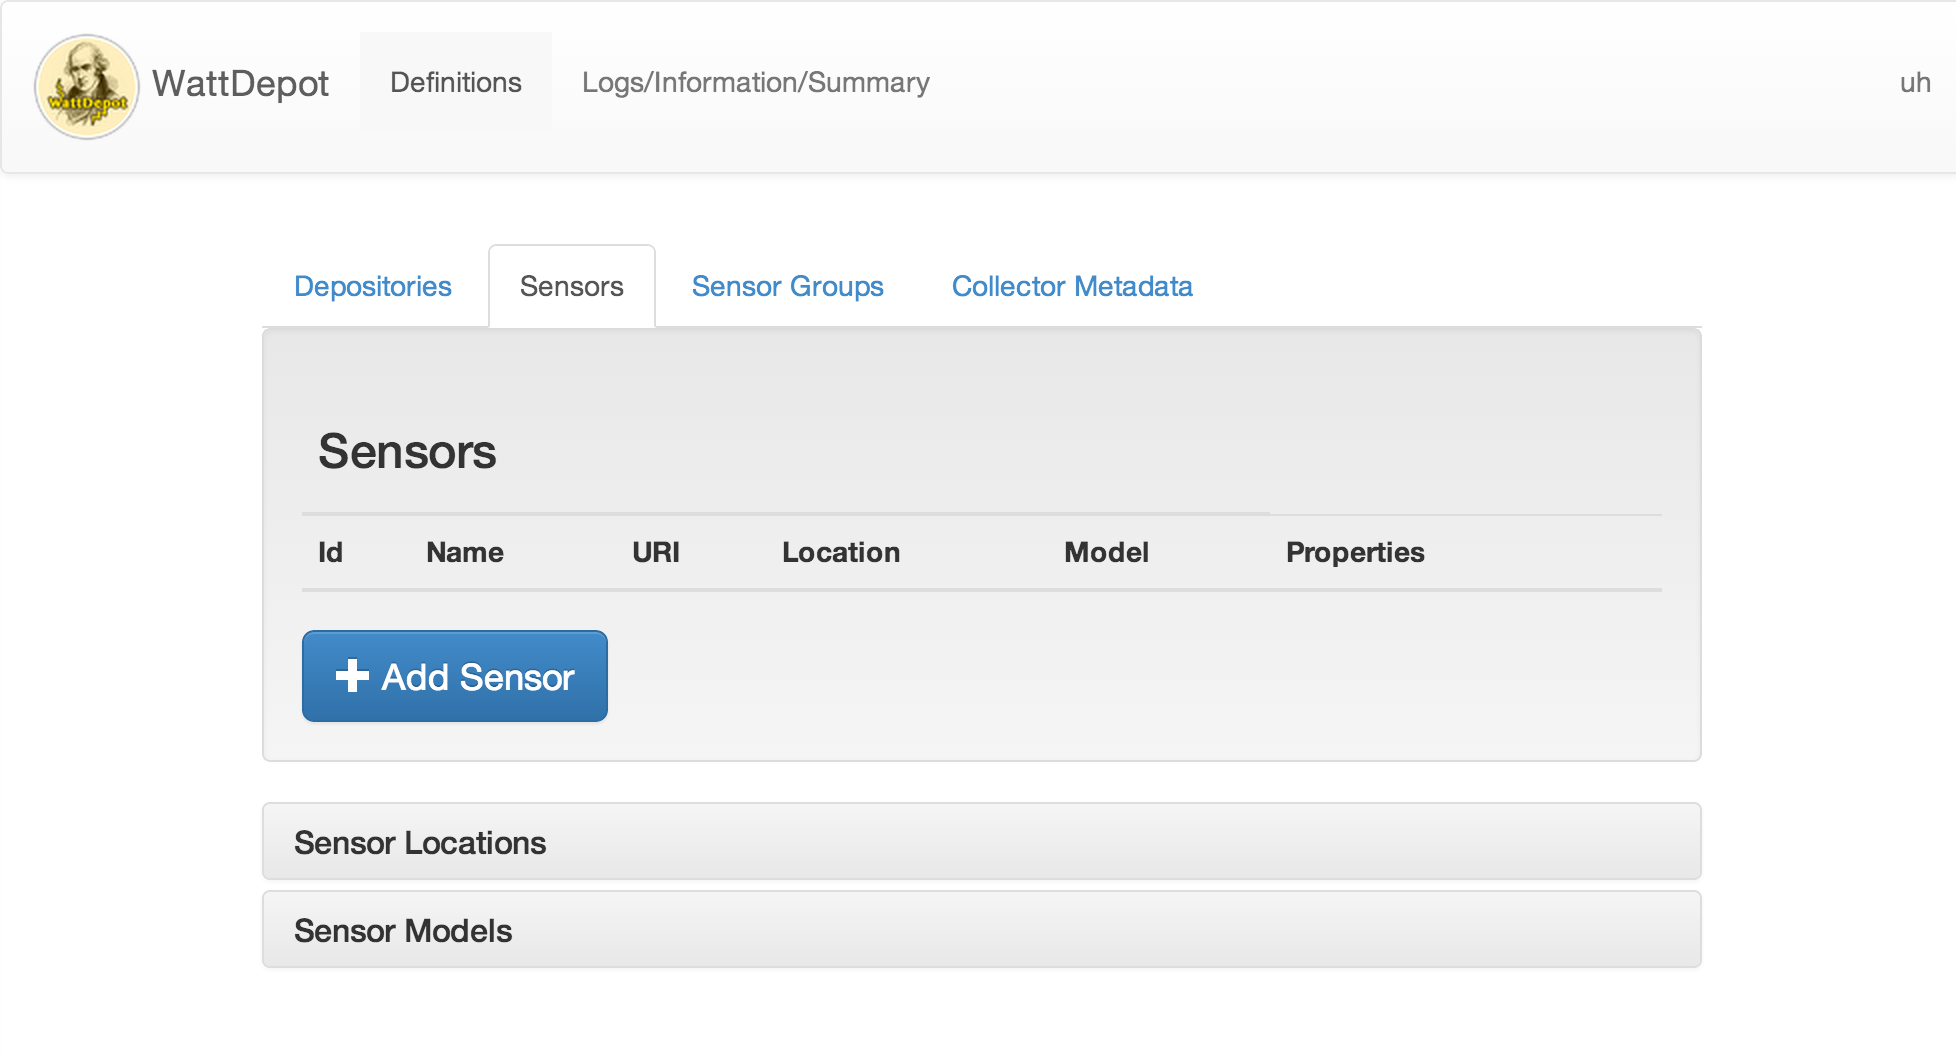 WattDepot
WattDepot Definitions Logs/Information/Summary uh
Depositories Sensors Sensor Groups Collector Metadata
Sensors
Id Name URI Location Model Properties
Add Sensor
Sensor Locations
Sensor Models